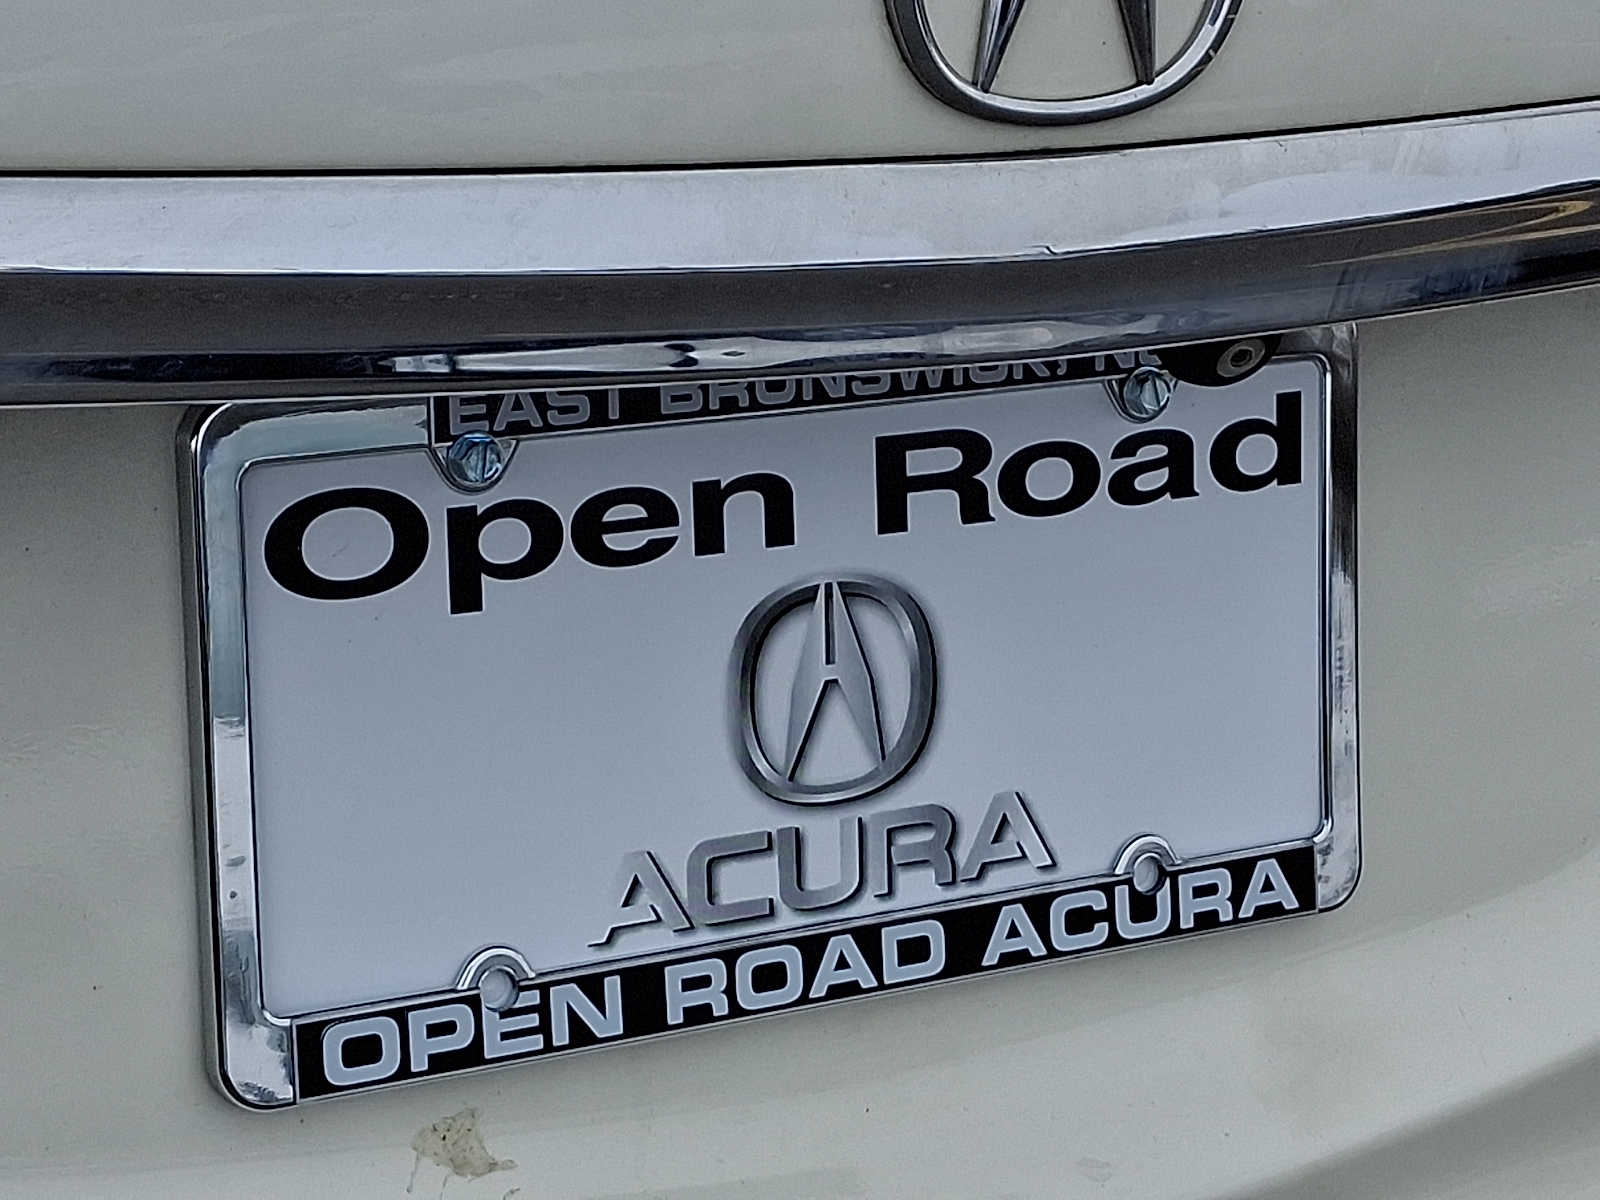 EAST BRUNSWICK, NJ
Open Road
ACURA
OPEN ROAD ACURA